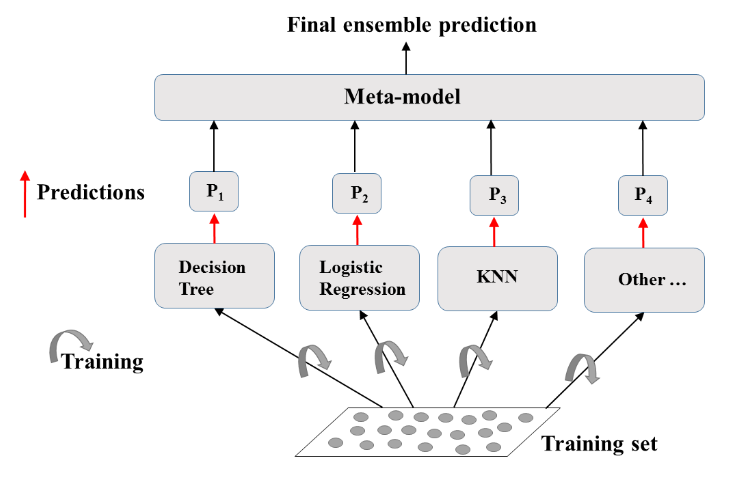 Final ensemble prediction
Meta-model
Predictions
P1
P2
P3
P4
Decision
Tree
Logistic
Regression
KNN
Other ...
Training
Training set